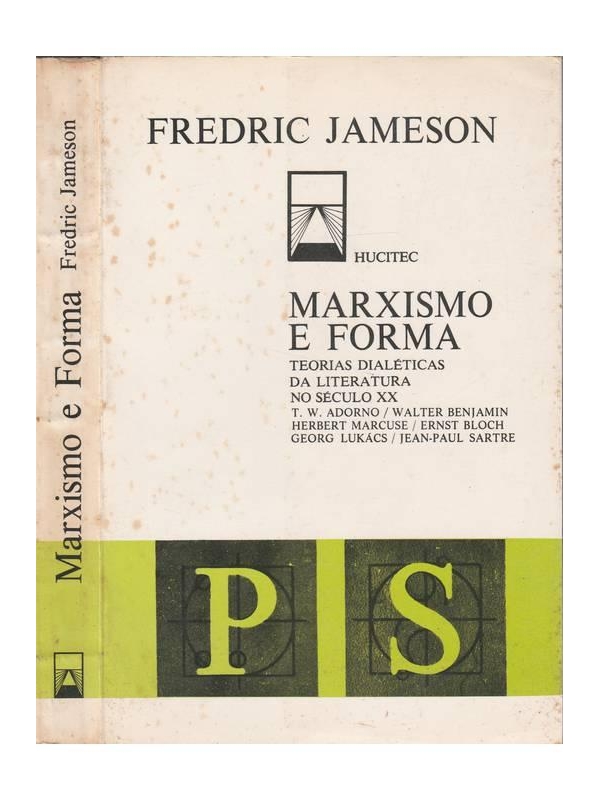 Marxismo e Forma Fredric Jameson
FREDRIC JAMESON
HUCITEC
MARXISMO
E FORMA
TEORIAS DIALÉTICAS
DA LITERATURA
NO SÉCULO XX
T. W. ADORNO / WALTER BENJAMIN
HERBERT MARCUSE / ERNST BLOCH
GEORG LUKÁCS / JEAN-PAUL SARTRE
P S